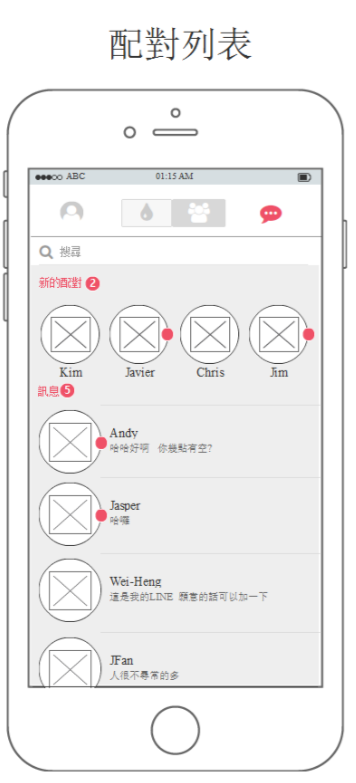 配對列表
ABC 01:15 AM
搜尋
新的配對 2
Kim Javier Chris Jim
訊息 5
Andy
哈哈好啊 你幾點有空?
Jasper
哈囉
Wei-Heng
這是我的LINE 願意的話可以加一下
JFan
人很不尋常的多